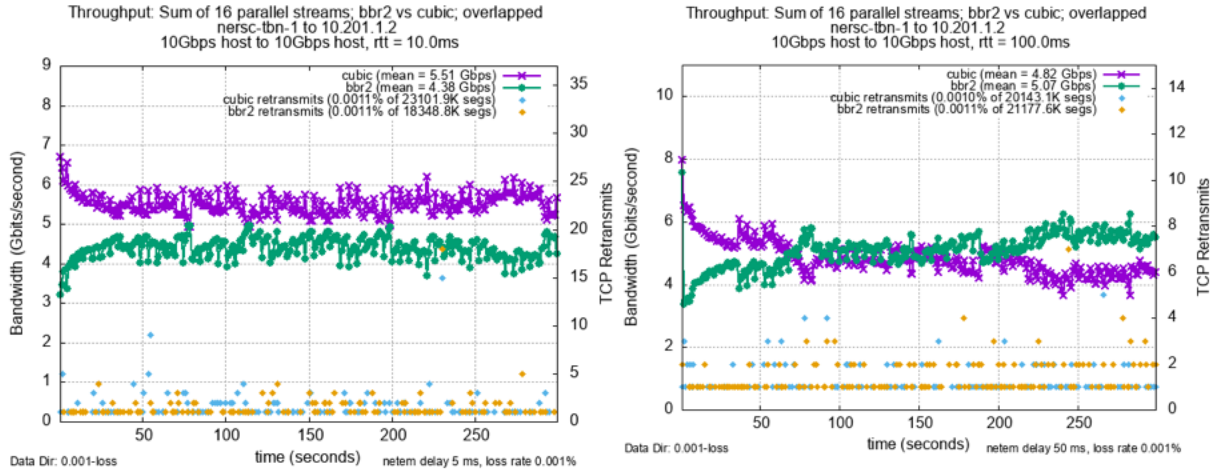 Throughput: Sum of 16 parallel streams; bbr2 vs cubic; overlapped
nersc-tbn-1 to 10.201.1.2
10Gbps host to 10Gbps host, rtt = 10.0ms
cubic (mean = 5.51 Gbps)
bbr2 (mean = 4.38 Gbps)
cubic retransmits (0.0011% of 23101.9K segs)
bbr2 retransmits (0.0011% of 18348.8K segs)
Bandwidth (Gbits/second)
9
8
7
6
5
4
3
2
1
0
TCP Retransmits
35
30
25
20
15
10
5
0
50 100 150 200 250
time (seconds)
Data Dir: 0.001-loss
netem delay 5 ms, loss rate 0.001%
Throughput: Sum of 16 parallel streams; bbr2 vs cubic; overlapped
nersc-tbn-1 to 10.201.1.2
10Gbps host to 10Gbps host, rtt = 100.0ms
cubic (mean = 4.82 Gbps)
bbr2 (mean = 5.07 Gbps)
cubic retransmits (0.0010% of 20143.1K segs)
bbr2 retransmits (0.0011% of 21177.6K segs)
Bandwidth (Gbits/second)
10
8
6
4
2
0
TCP Retransmits
14
12
10
8
6
4
2
0
50 100 150 200 250
time (seconds)
Data Dir: 0.001-loss
netem delay 50 ms, loss rate 0.001%